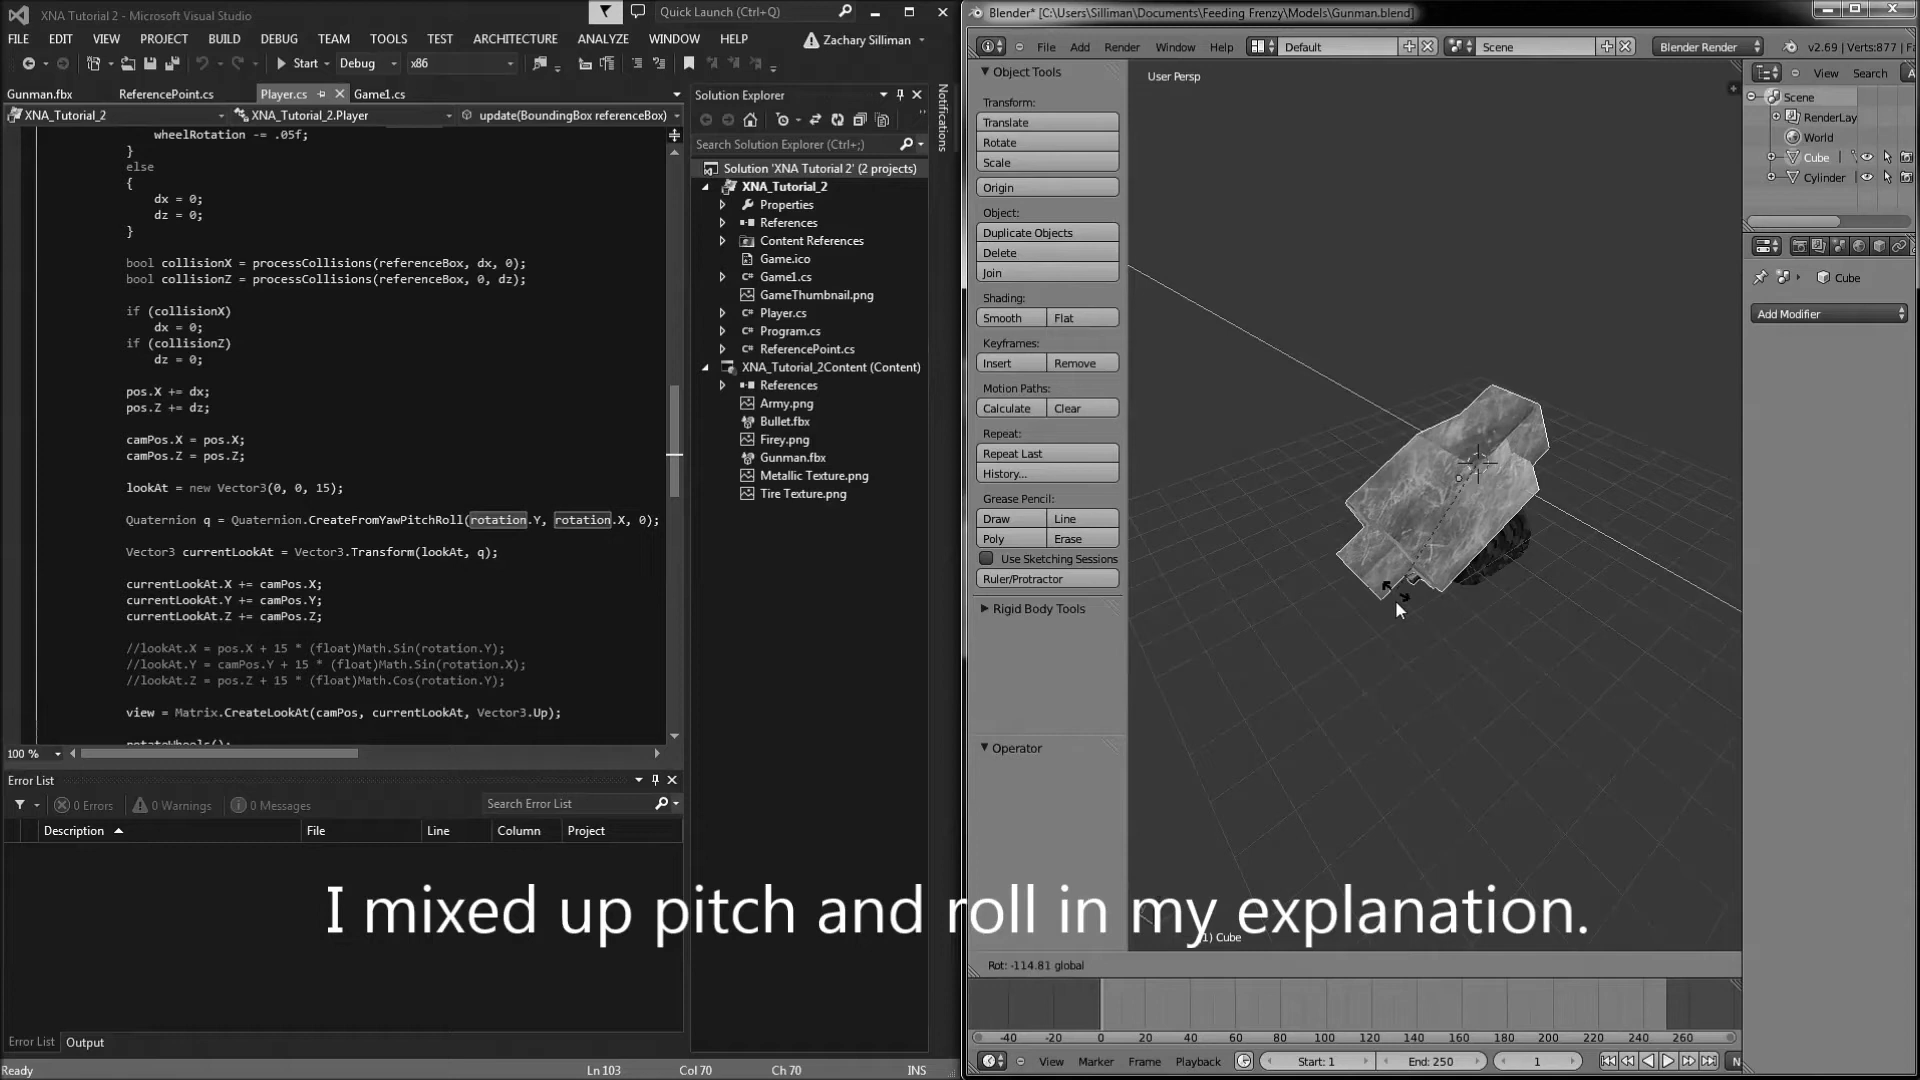 XNA Tutorial 2 - Microsoft Visual Studio
Quick Launch (Ctrl+Q)
FILE EDIT VIEW PROJECT BUILD DEBUG TEAM TOOLS TEST ARCHITECTURE ANALYZE WINDOW HELP
Zachary Silliman
Start Debug x86
Gunman.fbx ReferencePoint.cs Player.cs Game1.cs
XNA_Tutorial_2 XNA_Tutorial_2.Player update(BoundingBox referenceBox)
wheelRotation -= .05f;
}
else
{
dx = 0;
dz = 0;
}
bool collisionX = processCollisions(referenceBox, dx, 0);
bool collisionZ = processCollisions(referenceBox, 0, dz);
if (collisionX)
dx = 0;
if (collisionZ)
dz = 0;
pos.X += dx;
pos.Z += dz;
camPos.X = pos.X;
camPos.Z = pos.Z;
lookAt = new Vector3(0, 0, 15);
Quaternion q = Quaternion.CreateFromYawPitchRoll(rotation.Y, rotation.X, 0);
Vector3 currentLookAt = Vector3.Transform(lookAt, q);
currentLookAt.X += camPos.X;
currentLookAt.Y += camPos.Y;
currentLookAt.Z += camPos.Z;
//lookAt.X = pos.X + 15 * (float)Math.Sin(rotation.Y);
//lookAt.Y = camPos.Y + 15 * (float)Math.Sin(rotation.X);
//lookAt.Z = pos.Z + 15 * (float)Math.Cos(rotation.Y);
view = Matrix.CreateLookAt(camPos, currentLookAt, Vector3.Up);
rotateWheels();
100 %
Error List
0 Errors 0 Warnings 0 Messages
Search Error List
Description File Line Column Project
Error List Output
Ready Ln 103 Col 70 Ch 70 INS
Solution Explorer
Search Solution Explorer (Ctrl+;)
Solution 'XNA Tutorial 2' (2 projects)
XNA_Tutorial_2
Properties
References
Content References
Game.ico
Game1.cs
GameThumbnail.png
Player.cs
Program.cs
ReferencePoint.cs
XNA_Tutorial_2Content (Content)
References
Army.png
Bullet.fbx
Firey.png
Gunman.fbx
Metallic Texture.png
Tire Texture.png
Notifications
Blender* [C:\Users\Silliman\Documents\Feeding Frenzy\Models\Gunman.blend]
File Add Render Window Help Default Scene Blender Render v2.69 | Verts:877 | Fa
Object Tools
Transform:
Translate
Rotate
Scale
Origin
Object:
Duplicate Objects
Delete
Join
Shading:
Smooth Flat
Keyframes:
Insert Remove
Motion Paths:
Calculate Clear
Repeat:
Repeat Last
History...
Grease Pencil:
Draw Line
Poly Erase
Use Sketching Sessions
Ruler/Protractor
Rigid Body Tools
Operator
User Persp
View Search
Scene
RenderLay
World
Cube
Cylinder
Cube
Add Modifier
I mixed up pitch and roll in my explanation.
1) Cube
Rot: -114.81 global
-40 -20 0 20 40 60 80 100 120 140 160 180 200 220 240 260
View Marker Frame Playback Start: 1 End: 250 1